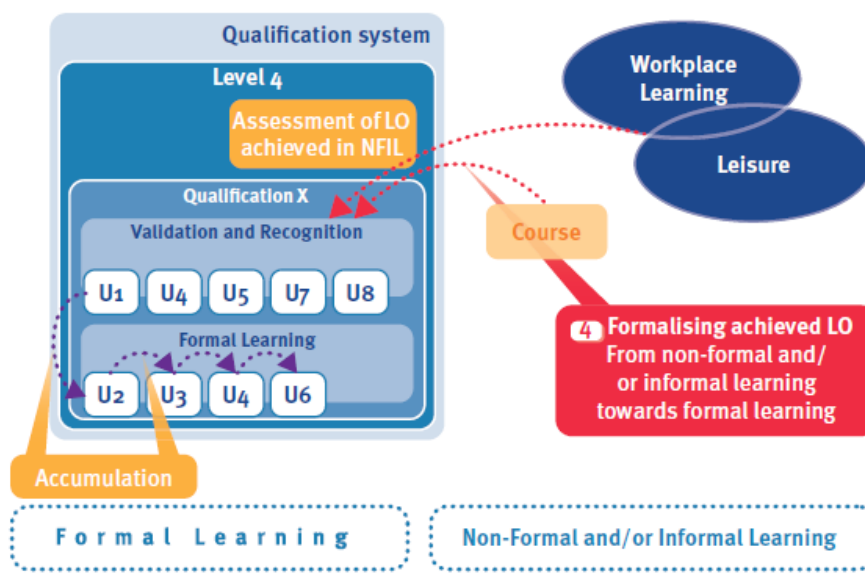 Qualification system
Level 4
Assessment of LO
achieved in NFIL
Qualification X
Validation and Recognition
U1 U4 U5 U7 U8
Formal Learning
U2 U3 U4 U6
Accumulation
Workplace
Learning
Leisure
Course
4 Formalising achieved LO
From non-formal and/
or informal learning
towards formal learning
Formal Learning
Non-Formal and/or Informal Learning